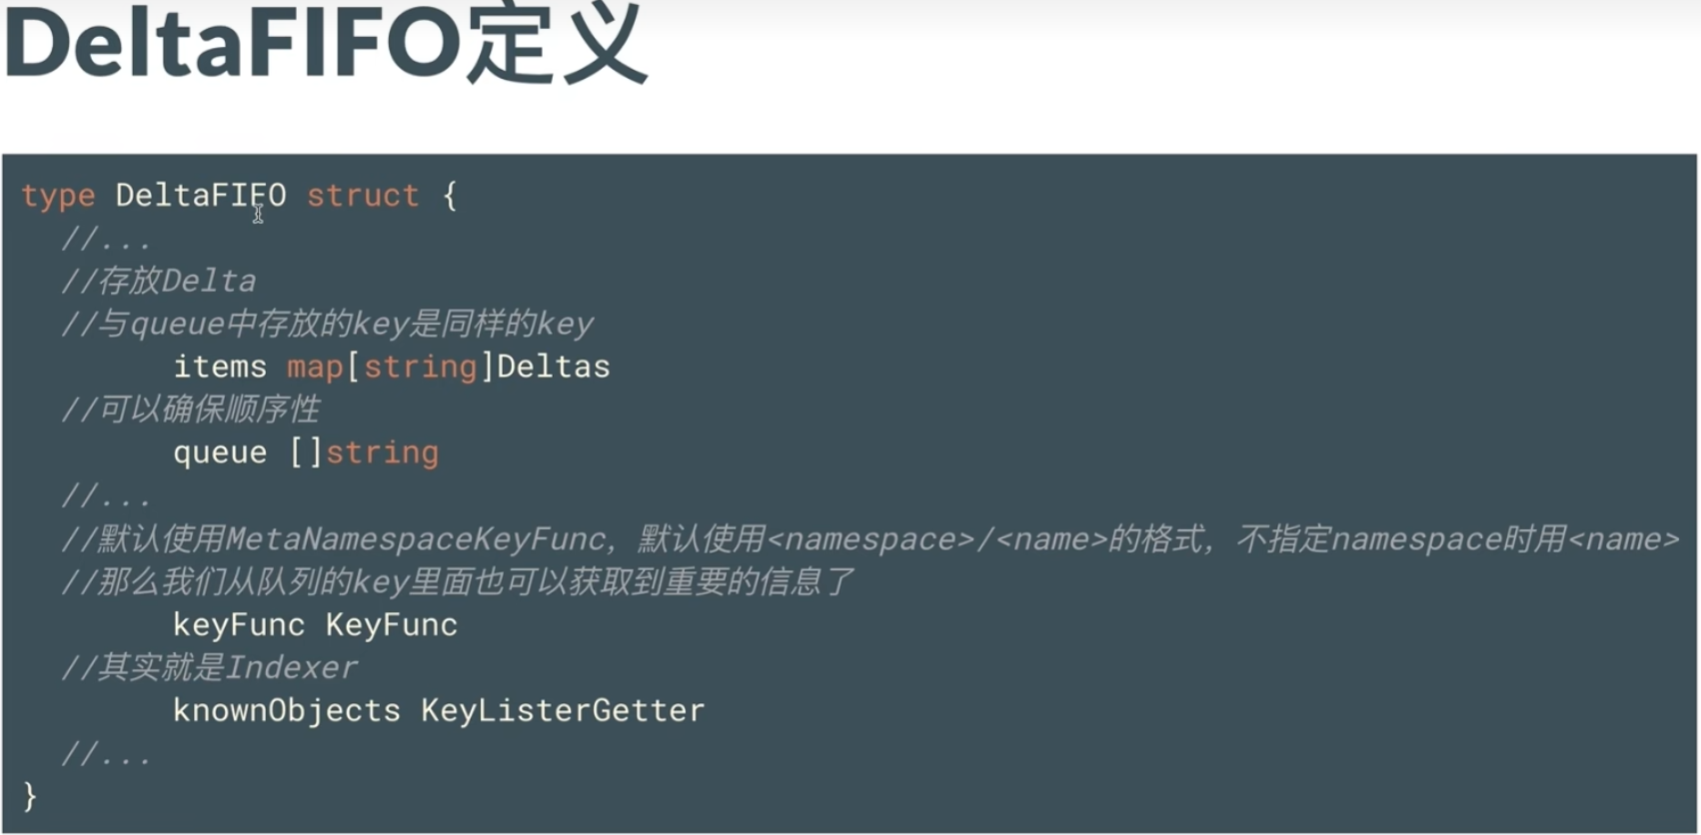 DeltaFIFO定义
type DeltaFIFO struct {
//...
//存放Delta
//与queue中存放的key是同样的key
items map[string]Deltas
//可以确保顺序性
queue []string
//...
//默认使用MetaNamespaceKeyFunc，默认使用<namespace>/<name>的格式，不指定namespace时用<name>
//那么我们从队列的key里面也可以获取到重要的信息了
keyFunc KeyFunc
//其实就是Indexer
knownObjects KeyListerGetter
//...
}